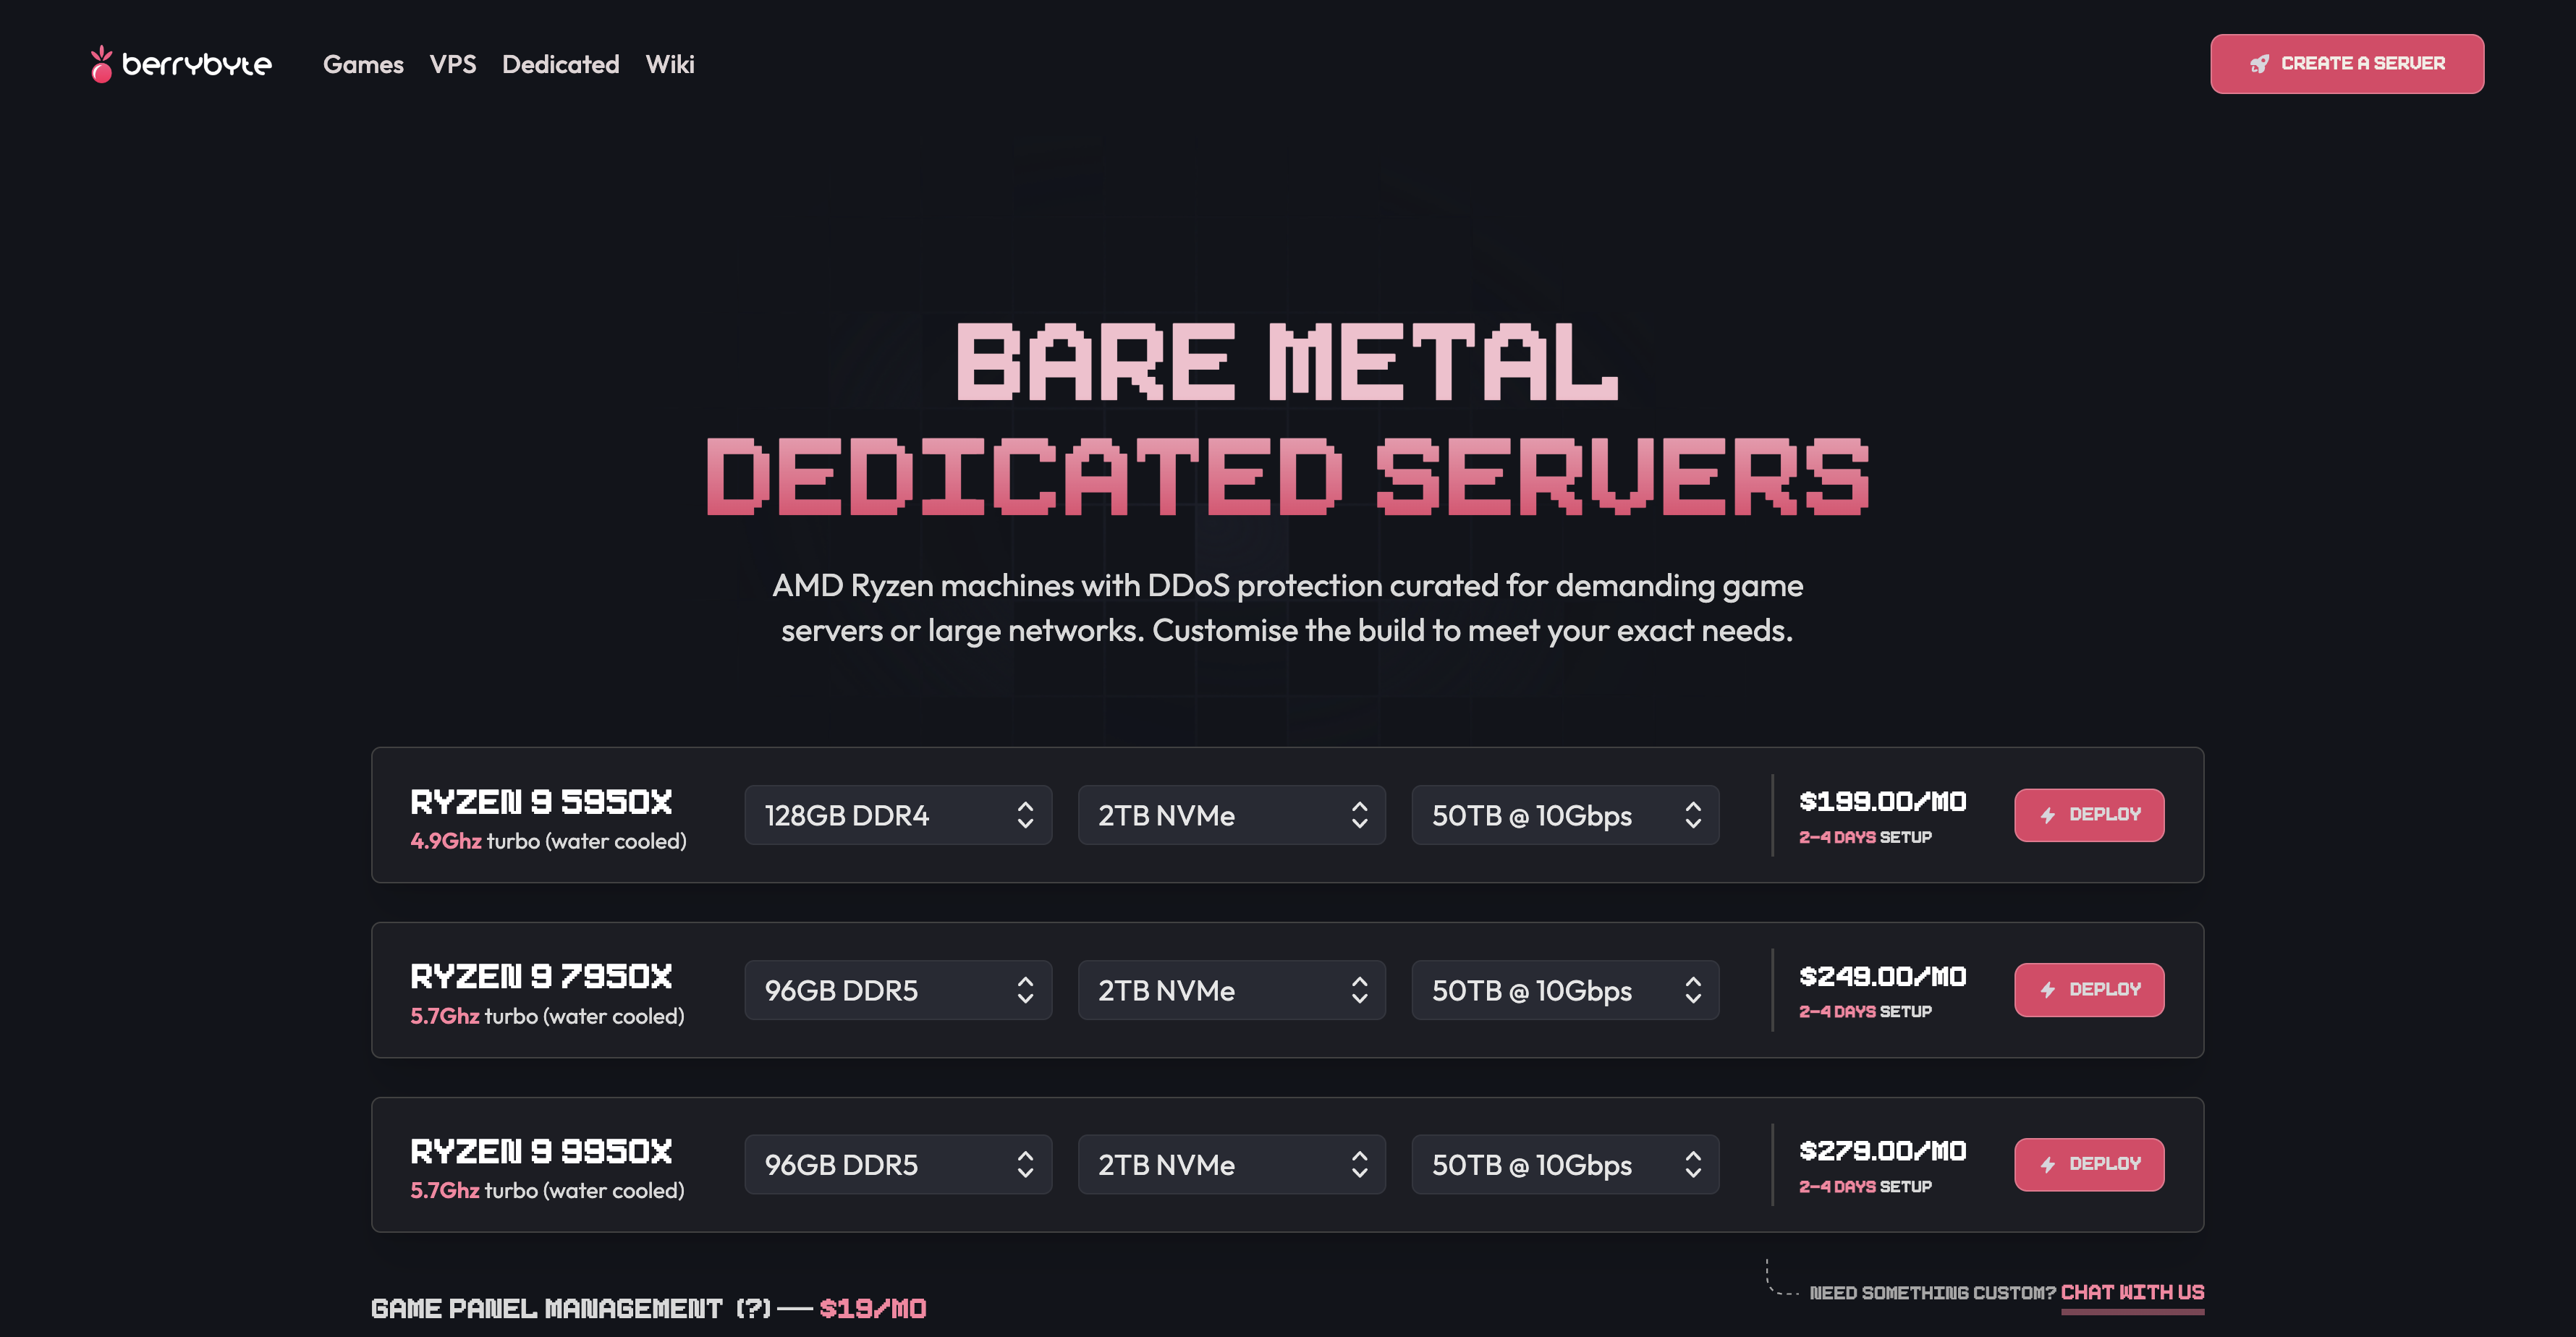 berrybyte
Games VPS Dedicated Wiki
CREATE A SERVER
BARE METAL
DEDICATED SERVERS
AMD Ryzen machines with DDoS protection curated for demanding game
servers or large networks. Customise the build to meet your exact needs.
RYZEN 9 5950X
4.9Ghz turbo (water cooled)
128GB DDR4
2TB NVMe
50TB @ 10Gbps
$199.00/MO
2-4 DAYS SETUP
DEPLOY
RYZEN 9 7950X
5.7Ghz turbo (water cooled)
96GB DDR5
2TB NVMe
50TB @ 10Gbps
$249.00/MO
2-4 DAYS SETUP
DEPLOY
RYZEN 9 9950X
5.7Ghz turbo (water cooled)
96GB DDR5
2TB NVMe
50TB @ 10Gbps
$279.00/MO
2-4 DAYS SETUP
DEPLOY
NEED SOMETHING CUSTOM? CHAT WITH US
GAME PANEL MANAGEMENT (?) — $19/MO